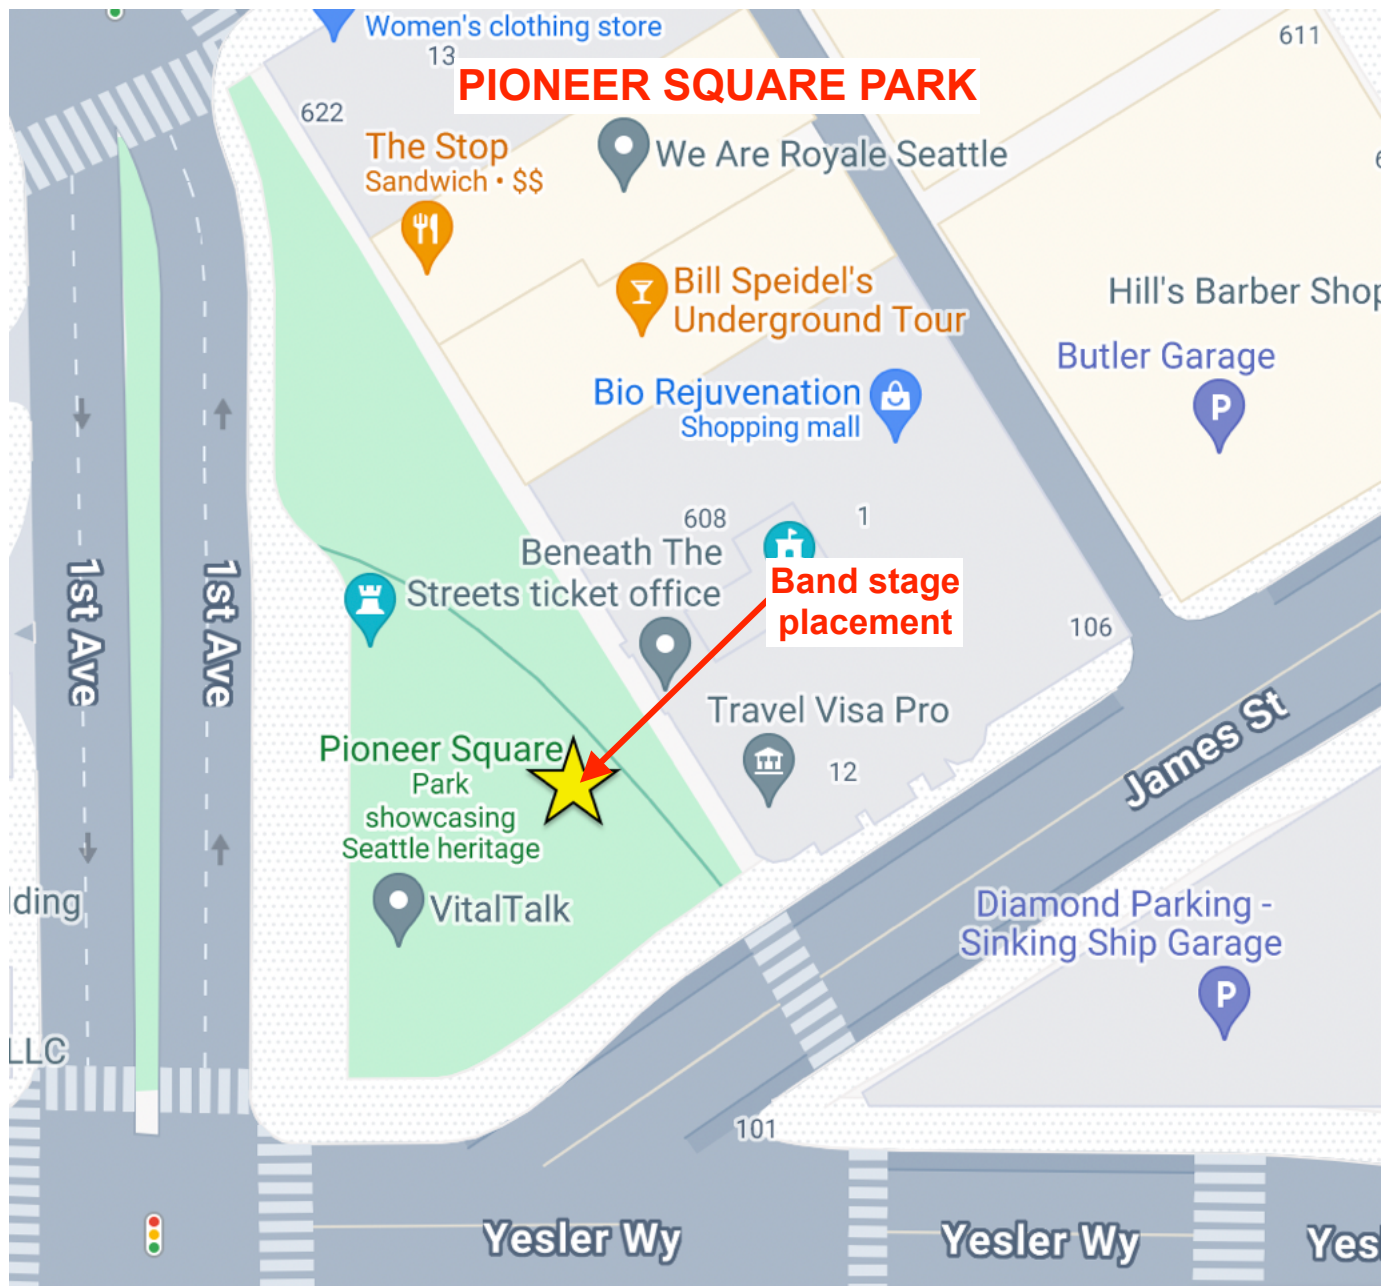 Women's clothing store
13
611
PIONEER SQUARE PARK
622
The Stop
Sandwich • $$
We Are Royale Seattle
Bill Speidel's
Underground Tour
Hill's Barber Shop
Butler Garage
P
Bio Rejuvenation
Shopping mall
608
1
Beneath The
Streets ticket office
Band stage
placement
1st Ave
1st Ave
106
Travel Visa Pro
12
James St
Pioneer Square
Park
showcasing
Seattle heritage
VitalTalk
lding
Diamond Parking -
Sinking Ship Garage
P
LLC
101
Yesler Wy
Yesler Wy
Yes